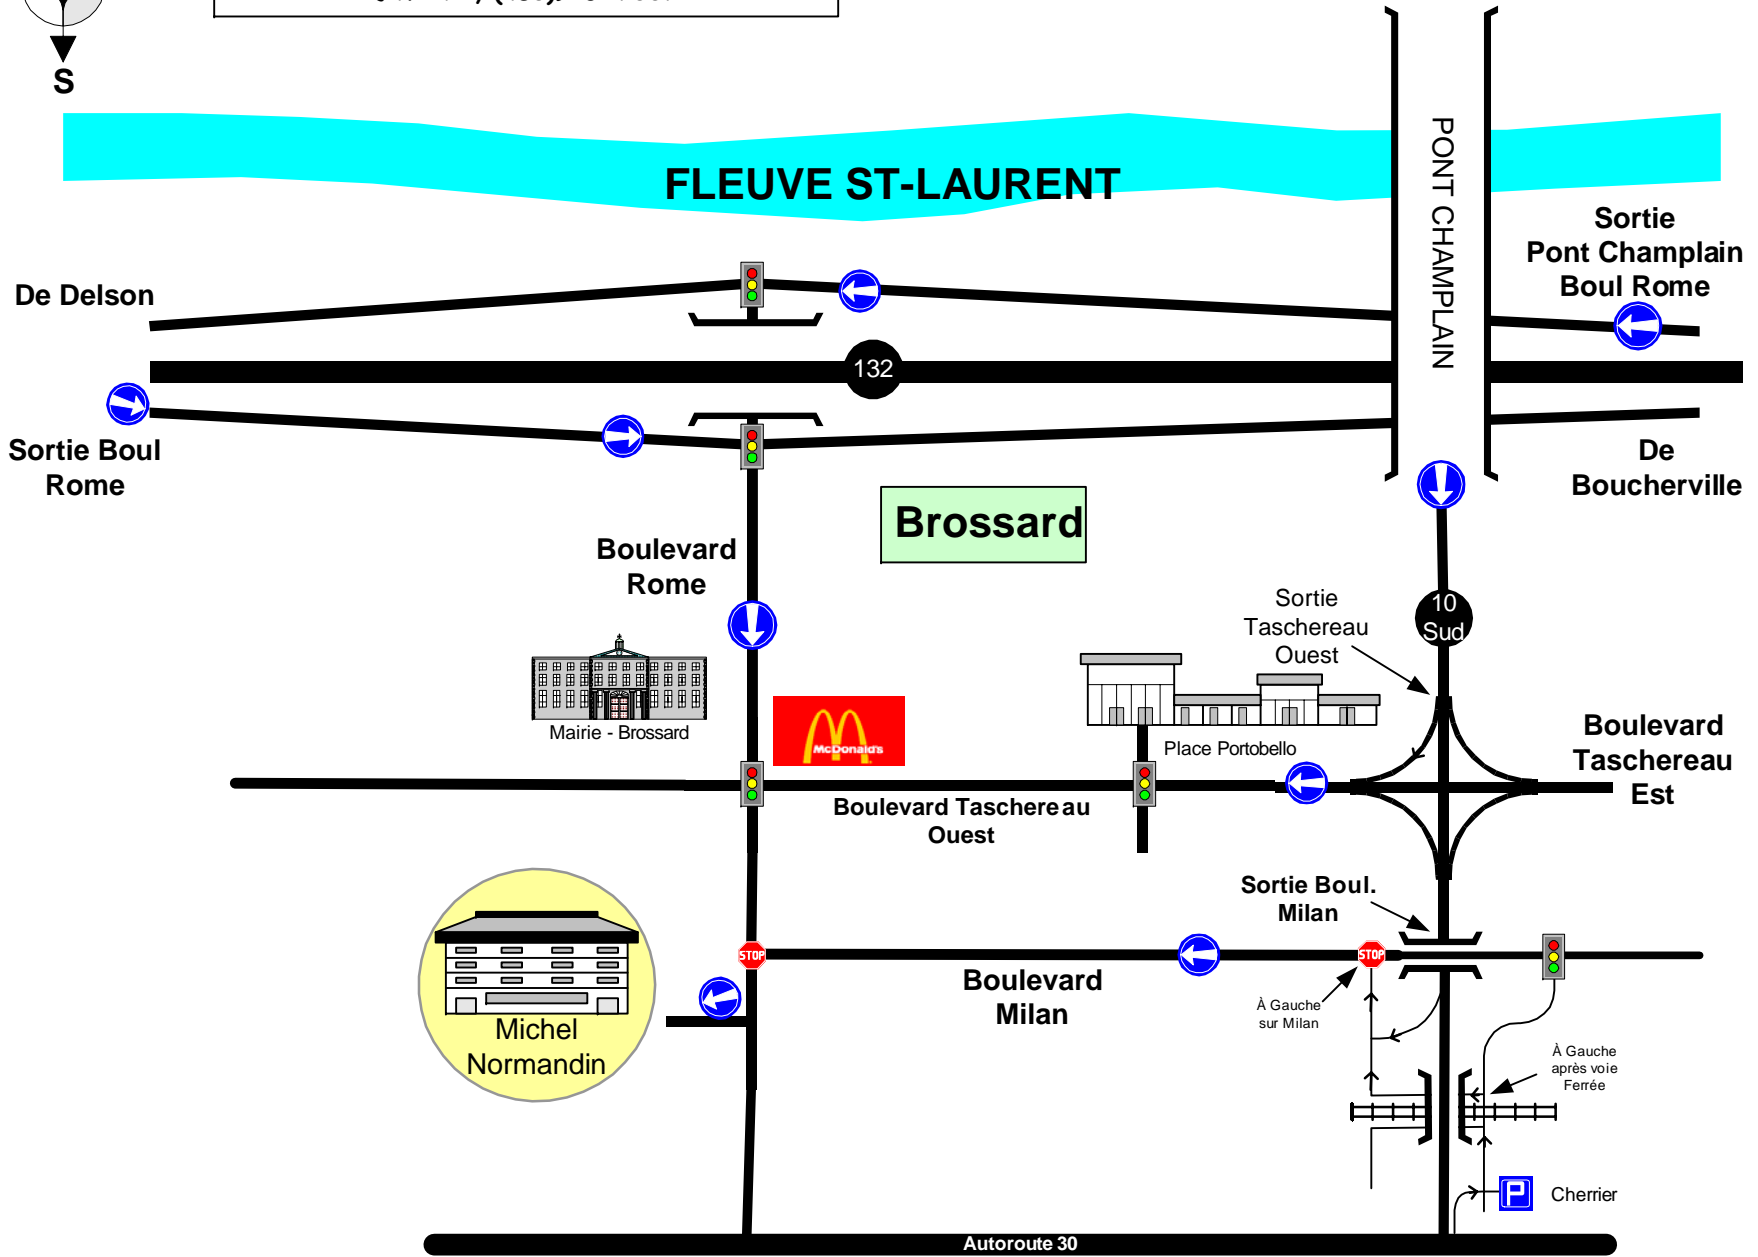 S
FLEUVE ST-LAURENT
PONT CHAMPLAIN
Sortie
Pont Champlain
Boul Rome
De Delson
132
Sortie Boul
Rome
De
Boucherville
Brossard
Boulevard
Rome
Sortie
Taschereau
Ouest
10
Sud
Mairie - Brossard
McDonald's
Place Portobello
Boulevard
Taschereau
Est
Boulevard Taschereau
Ouest
Sortie Boul.
Milan
STOP
STOP
Boulevard
Milan
À Gauche
sur Milan
Michel
Normandin
À Gauche
après voie
Ferrée
P
Cherrier
Autoroute 30